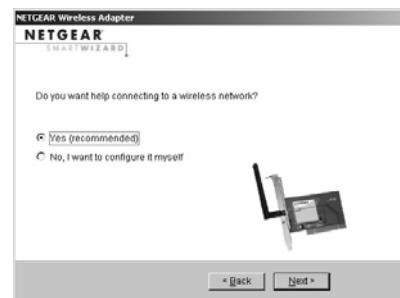 NETGEAR Wireless Adapter
NETGEAR
SMARTWIZARD
Do you want help connecting to a wireless network?
Yes (recommended)
No, I want to configure it myself
< Back
Next >